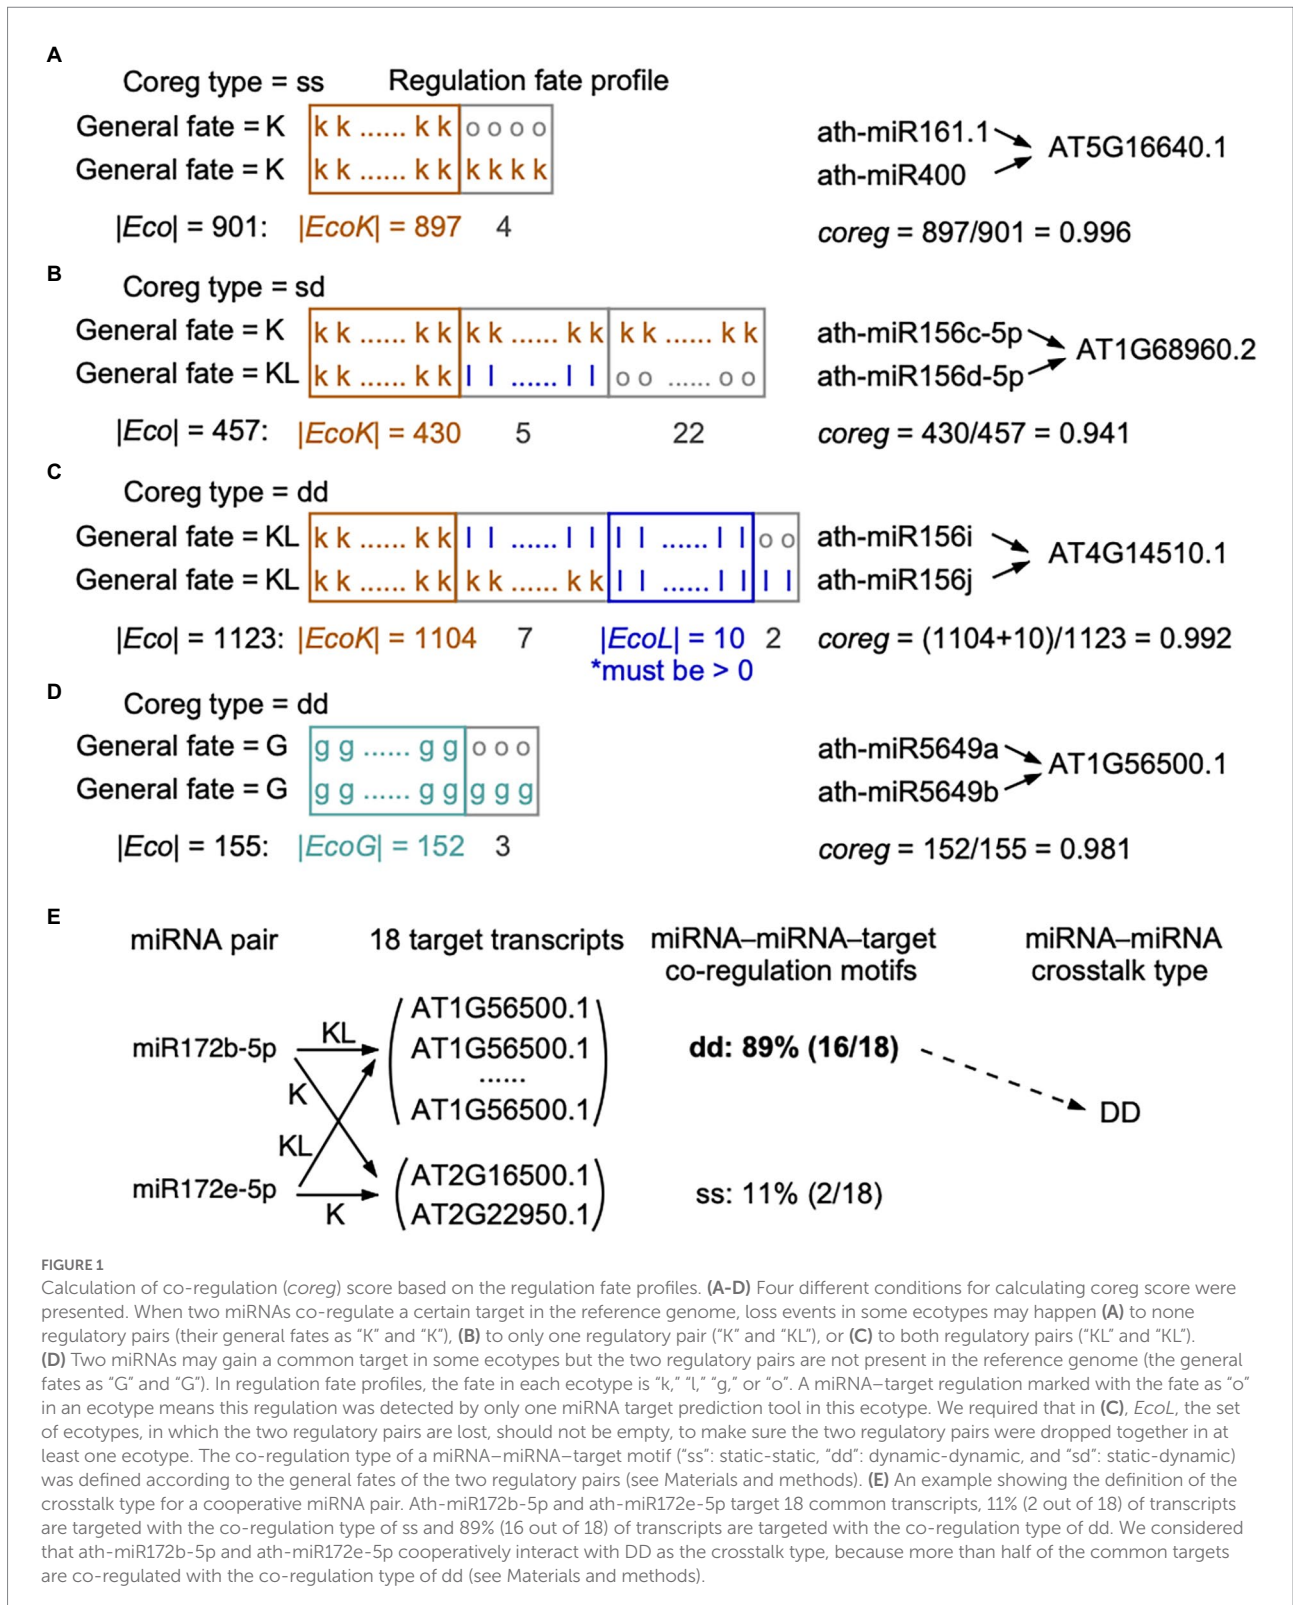 A
Coreg type = ss Regulation fate profile
General fate = K k k ...... k k o o o o
General fate = K k k ...... k k k k k k
ath-miR161.1
ath-miR400
AT5G16640.1
|Eco| = 901: |EcoK| = 897 4
coreg = 897/901 = 0.996
B
Coreg type = sd
General fate = K k k ...... k k k k ...... k k k k ...... k k
General fate = KL k k ...... k k l l ...... l l o o ...... o o
ath-miR156c-5p
ath-miR156d-5p
AT1G68960.2
|Eco| = 457: |EcoK| = 430 5 22
coreg = 430/457 = 0.941
C
Coreg type = dd
General fate = KL k k ...... k k l l ...... l l l l ...... l l o o
General fate = KL k k ...... k k k k ...... k k l l ...... l l l l
ath-miR156i
ath-miR156j
AT4G14510.1
|Eco| = 1123: |EcoK| = 1104 7 |EcoL| = 10 2
*must be > 0
coreg = (1104+10)/1123 = 0.992
D
Coreg type = dd
General fate = G g g ...... g g o o o
General fate = G g g ...... g g g g g
ath-miR5649a
ath-miR5649b
AT1G56500.1
|Eco| = 155: |EcoG| = 152 3
coreg = 152/155 = 0.981
E
miRNA pair
18 target transcripts
miRNA–miRNA–target
co-regulation motifs
miRNA–miRNA
crosstalk type
miR172b-5p
miR172e-5p
KL
K
KL
K
AT1G56500.1
AT1G56500.1
......
AT1G56500.1
AT2G16500.1
AT2G22950.1
dd: 89% (16/18)
ss: 11% (2/18)
DD
FIGURE 1
Calculation of co-regulation (coreg) score based on the regulation fate profiles. (A-D) Four different conditions for calculating coreg score were
presented. When two miRNAs co-regulate a certain target in the reference genome, loss events in some ecotypes may happen (A) to none
regulatory pairs (their general fates as “K” and “K”), (B) to only one regulatory pair (“K” and “KL”), or (C) to both regulatory pairs (“KL” and “KL”).
(D) Two miRNAs may gain a common target in some ecotypes but the two regulatory pairs are not present in the reference genome (the general
fates as “G” and “G”). In regulation fate profiles, the fate in each ecotype is “k,” “l,” “g,” or “o”. A miRNA–target regulation marked with the fate as “o”
in an ecotype means this regulation was detected by only one miRNA target prediction tool in this ecotype. We required that in (C), EcoL, the set
of ecotypes, in which the two regulatory pairs are lost, should not be empty, to make sure the two regulatory pairs were dropped together in at
least one ecotype. The co-regulation type of a miRNA–miRNA–target motif (“ss”: static-static, “dd”: dynamic-dynamic, and “sd”: static-dynamic)
was defined according to the general fates of the two regulatory pairs (see Materials and methods). (E) An example showing the definition of the
crosstalk type for a cooperative miRNA pair. Ath-miR172b-5p and ath-miR172e-5p target 18 common transcripts, 11% (2 out of 18) of transcripts
are targeted with the co-regulation type of ss and 89% (16 out of 18) of transcripts are targeted with the co-regulation type of dd. We considered
that ath-miR172b-5p and ath-miR172e-5p cooperatively interact with DD as the crosstalk type, because more than half of the common targets
are co-regulated with the co-regulation type of dd (see Materials and methods).